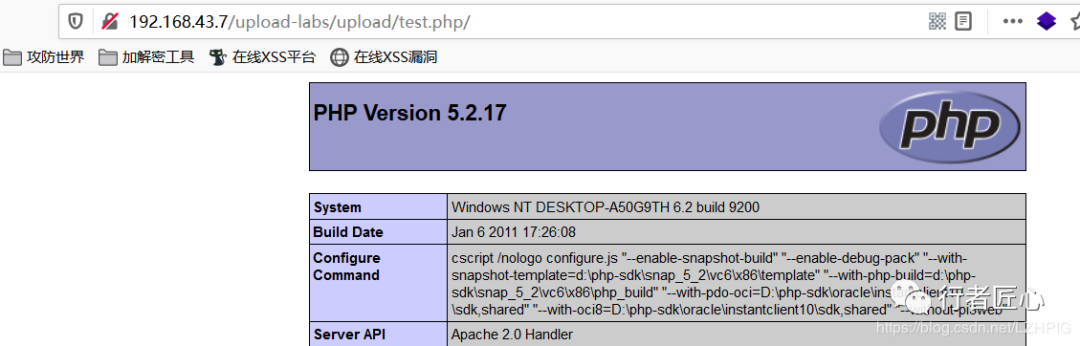 192.168.43.7/upload-labs/upload/test.php/
攻防世界 加解密工具 在线XSS平台 在线XSS漏洞
PHP Version 5.2.17
php
System Windows NT DESKTOP-A50G9TH 6.2 build 9200
Build Date Jan 6 2011 17:26:08
Configure Command cscript /nologo configure.js "--enable-snapshot-build" "--enable-debug-pack" "--with-
snapshot-template=d:\php-sdk\snap_5_2\vc6\x86\template" "--with-php-build=d:\php-
sdk\snap_5_2\vc6\x86\php_build" "--with-pdo-oci=D:\php-sdk\oracle\instantclient10
\sdk,shared" "--with-oci8=D:\php-sdk\oracle\instantclient10\sdk,shared" "--without-pi3web"
Server API Apache 2.0 Handler
行者匠心
https://blog.csdn.net/LZHPIG